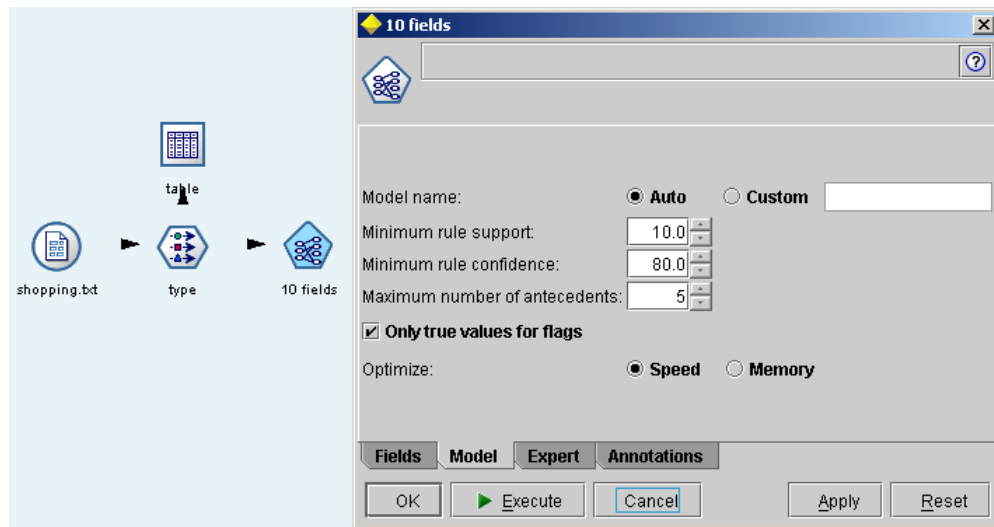 table
shopping.txt
type
10 fields
10 fields
Model name:
Auto
Custom
Minimum rule support:
10.0
Minimum rule confidence:
80.0
Maximum number of antecedents:
5
Only true values for flags
Optimize:
Speed
Memory
Fields
Model
Expert
Annotations
OK
Execute
Cancel
Apply
Reset